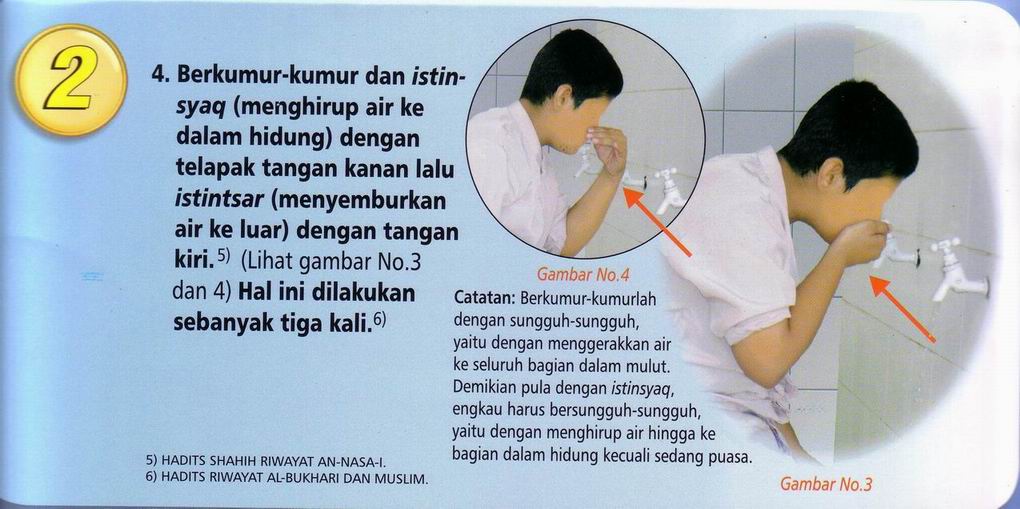 2
4. Berkumur-kumur dan istin-
syaq (menghirup air ke
dalam hidung) dengan
telapak tangan kanan lalu
istintsar (menyemburkan
air ke luar) dengan tangan
kiri.5) (Lihat gambar No.3
dan 4) Hal ini dilakukan
sebanyak tiga kali.6)
Gambar No.4
Catatan: Berkumur-kumurlah
dengan sungguh-sungguh,
yaitu dengan menggerakkan air
ke seluruh bagian dalam mulut.
Demikian pula dengan istinsyaq,
engkau harus bersungguh-sungguh,
yaitu dengan menghirup air hingga ke
bagian dalam hidung kecuali sedang puasa.
Gambar No.3
5) HADITS SHAHIH RIWAYAT AN-NASA-I.
6) HADITS RIWAYAT AL-BUKHARI DAN MUSLIM.